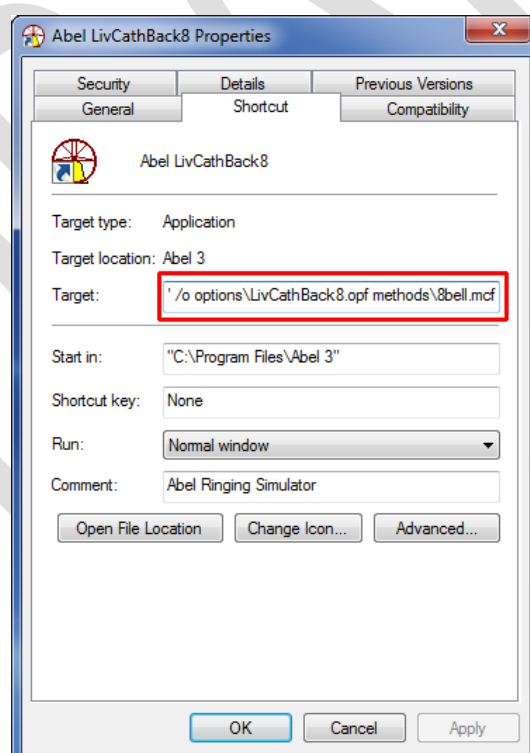 Abel LivCathBack8 Properties
Security Details Previous Versions
General Shortcut Compatibility
Abel LivCathBack8
Target type: Application
Target location: Abel 3
Target: ' /o options\LivCathBack8.opf methods\8bell.mcf
Start in: "C:\Program Files\Abel 3"
Shortcut key: None
Run: Normal window
Comment: Abel Ringing Simulator
Open File Location Change Icon... Advanced...
OK Cancel Apply